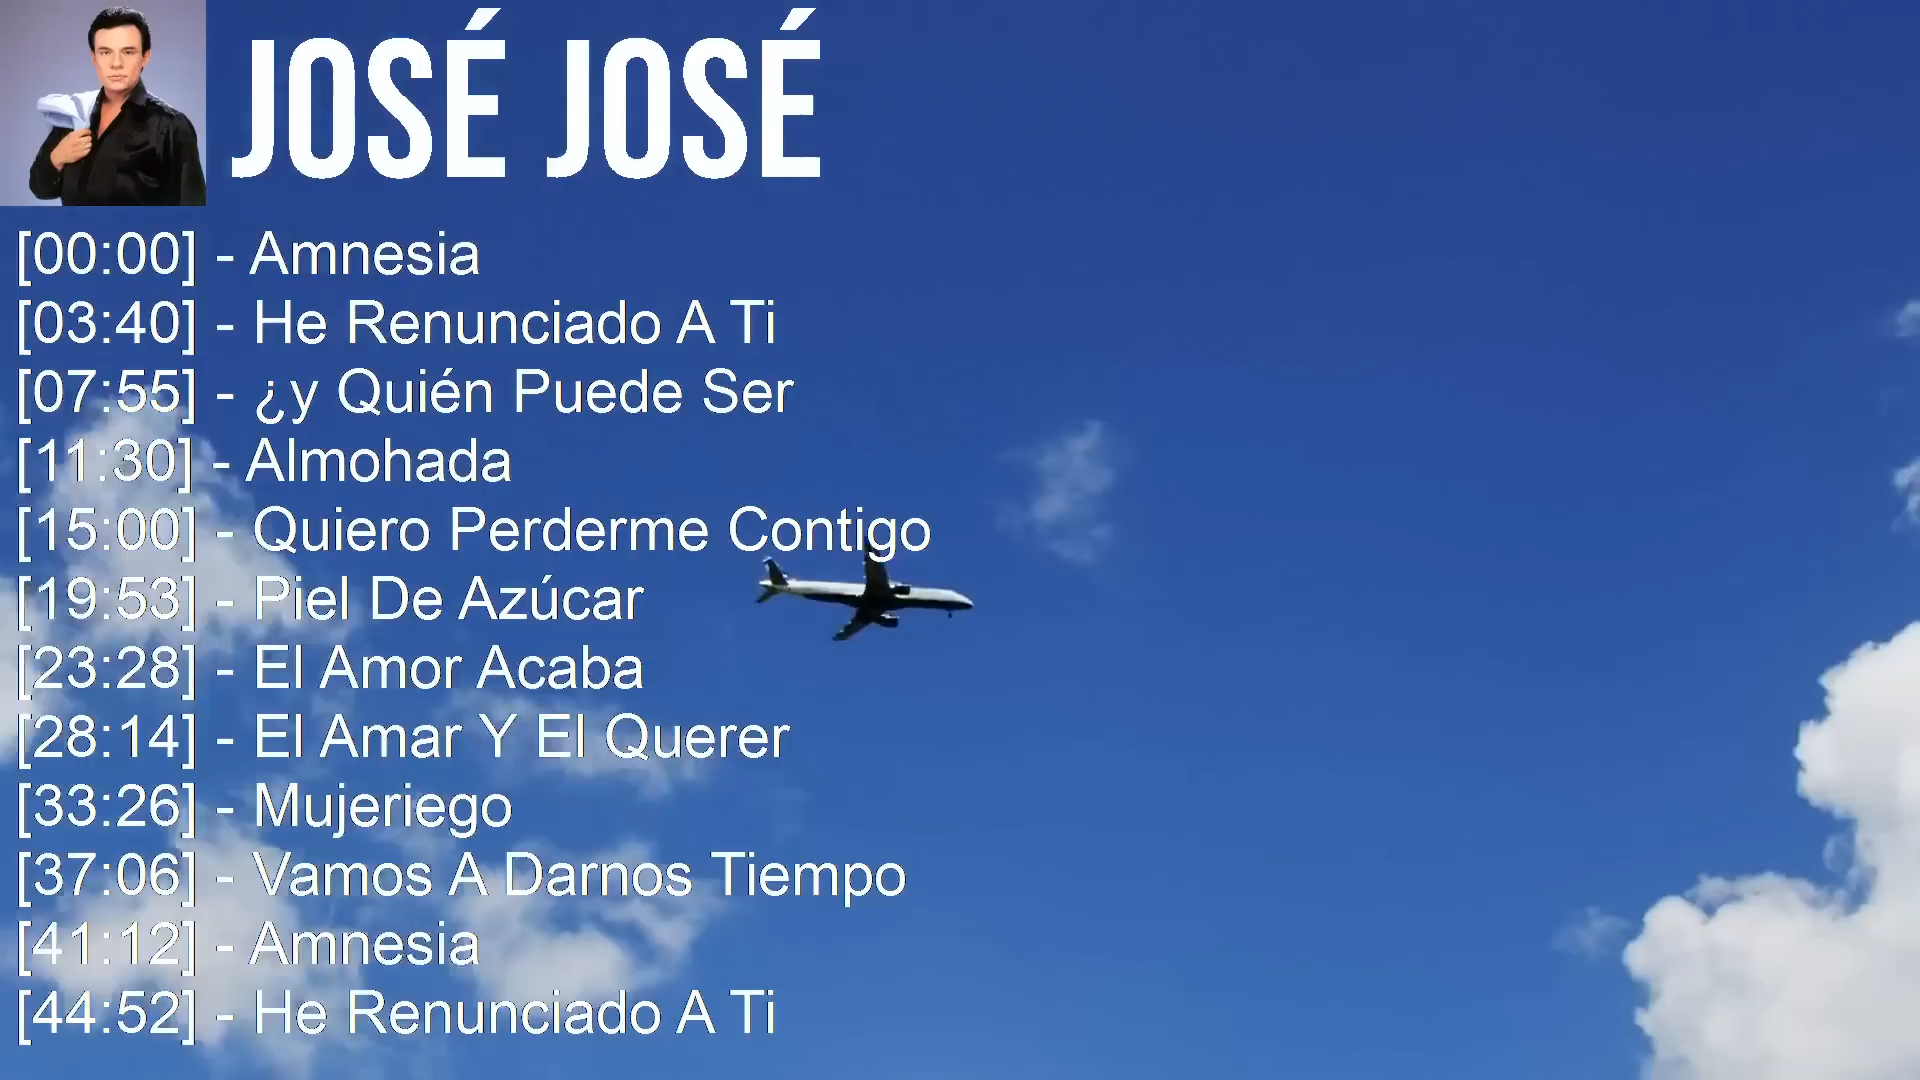 JOSÉ JOSÉ
[00:00] - Amnesia
[03:40] - He Renunciado A Ti
[07:55] - ¿y Quién Puede Ser
[11:30] - Almohada
[15:00] - Quiero Perderme Contigo
[19:53] - Piel De Azúcar
[23:28] - El Amor Acaba
[28:14] - El Amar Y El Querer
[33:26] - Mujeriego
[37:06] - Vamos A Darnos Tiempo
[41:12] - Amnesia
[44:52] - He Renunciado A Ti